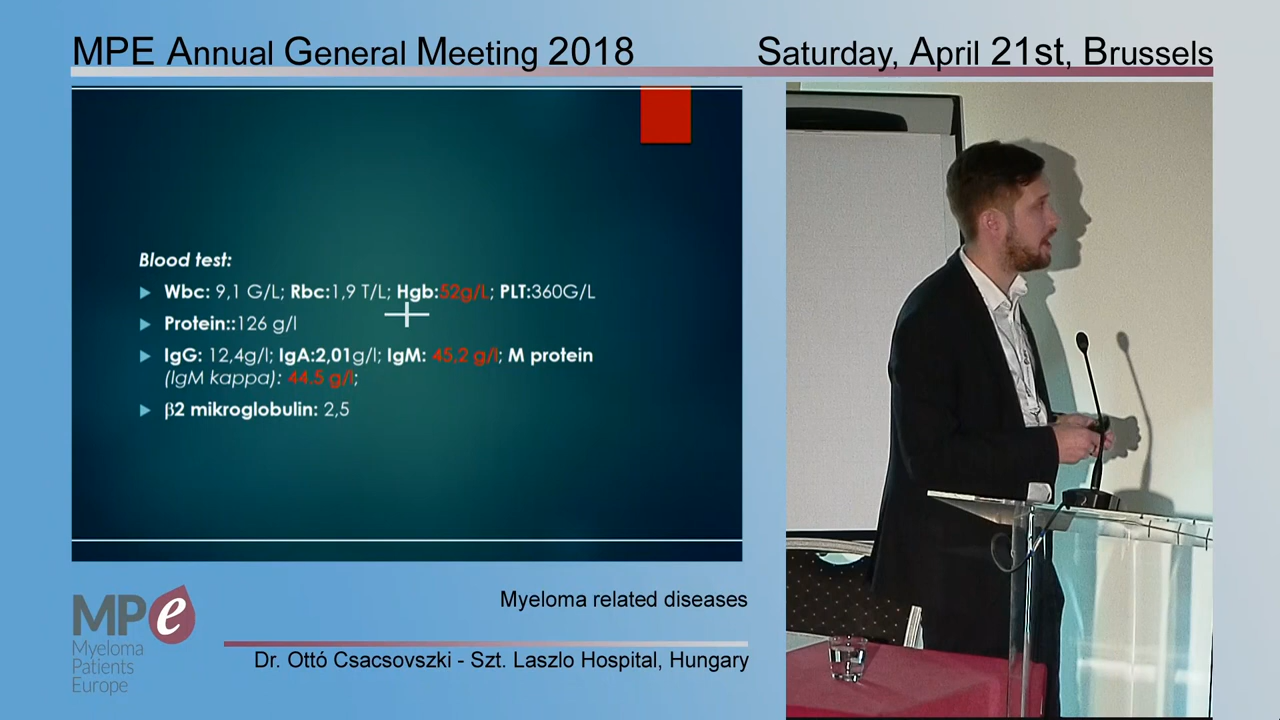 MPE Annual General Meeting 2018
Saturday, April 21st, Brussels
Blood test:
Wbc: 9,1 G/L; Rbc:1,9 T/L; Hgb:52g/L; PLT:360G/L
Protein::126 g/l
IgG: 12,4g/l; IgA:2,01g/l; IgM: 45,2 g/l; M protein
(IgM kappa): 44.5 g/l;
β2 mikroglobulin: 2,5
MPe
Myeloma
Patients
Europe
Myeloma related diseases
Dr. Ottó Csacsovszki - Szt. Laszlo Hospital, Hungary